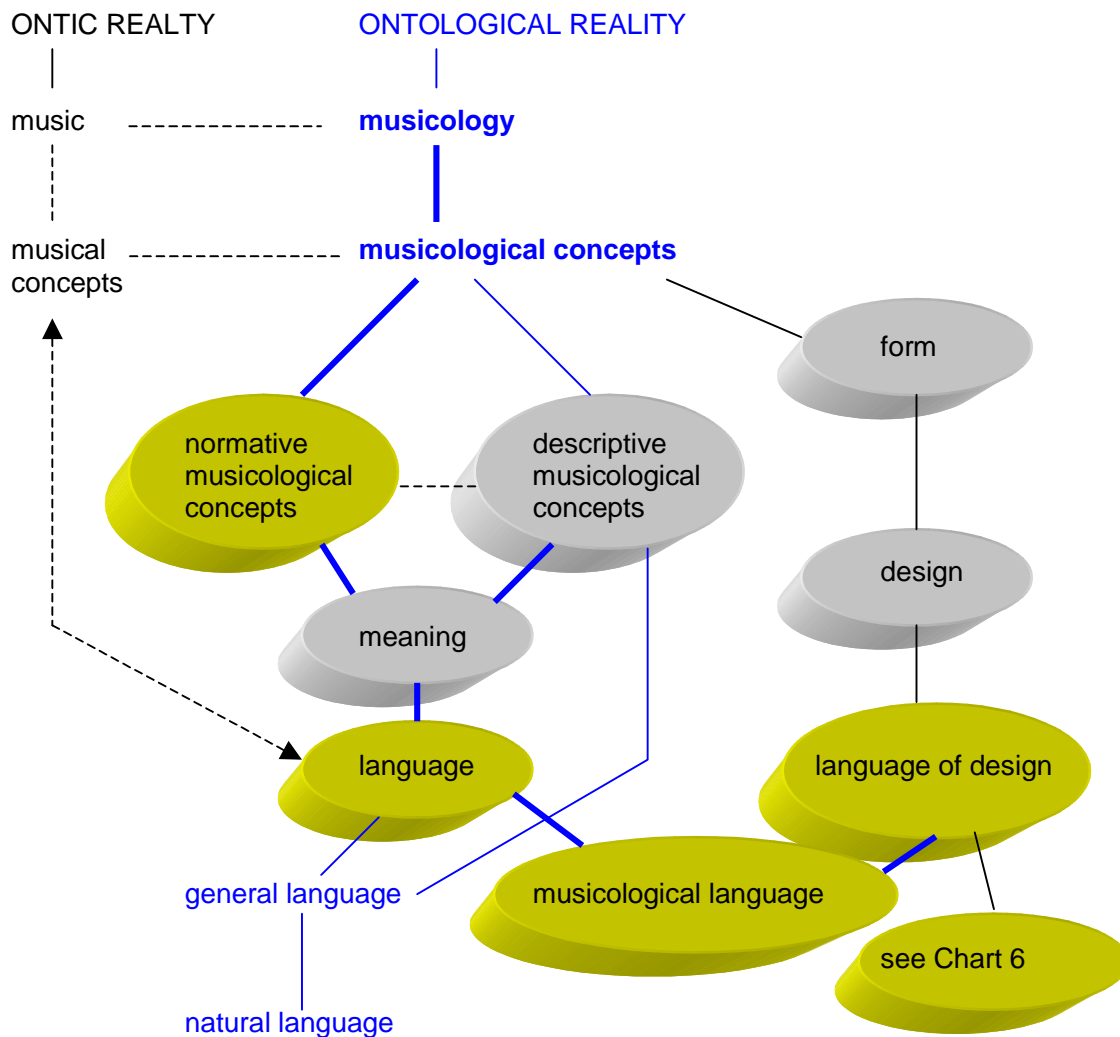 ONTIC REALTY
ONTOLOGICAL REALITY
music
musicology
musical
concepts
musicological concepts
form
normative
musicological
concepts
descriptive
musicological
concepts
design
meaning
language
language of design
general language
musicological language
see Chart 6
natural language